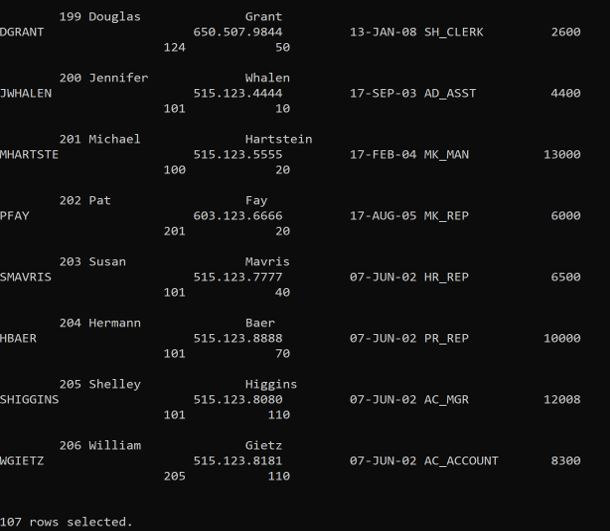 199 Douglas Grant
DGRANT 650.507.9844 13-JAN-08 SH_CLERK 2600
124 50
200 Jennifer Whalen
JWHALEN 515.123.4444 17-SEP-03 AD_ASST 4400
101 10
201 Michael Hartstein
MHARTSTE 515.123.5555 17-FEB-04 MK_MAN 13000
100 20
202 Pat Fay
PFAY 603.123.6666 17-AUG-05 MK_REP 6000
201 20
203 Susan Mavris
SMAVRIS 515.123.7777 07-JUN-02 HR_REP 6500
101 40
204 Hermann Baer
HBAER 515.123.8888 07-JUN-02 PR_REP 10000
101 70
205 Shelley Higgins
SHIGGINS 515.123.8080 07-JUN-02 AC_MGR 12008
101 110
206 William Gietz
WGIETZ 515.123.8181 07-JUN-02 AC_ACCOUNT 8300
205 110
107 rows selected.